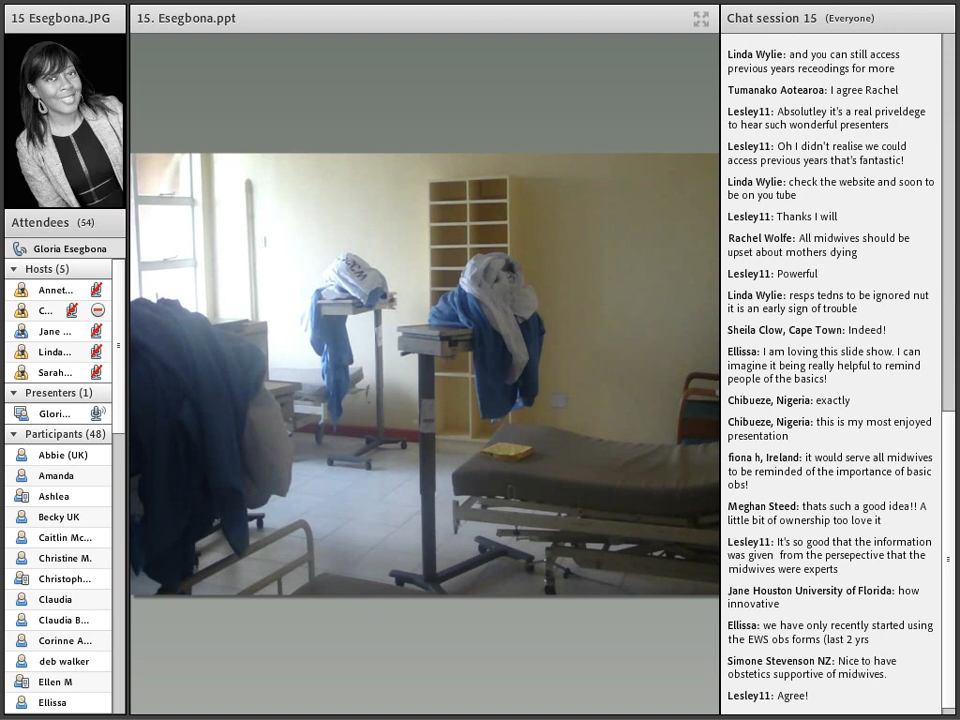 15 Esegbona.JPG
Attendees (54)
Gloria Esegbona
Hosts (5)
Annet...
C...
Jane ...
Linda...
Sarah...
Presenters (1)
Glori...
Participants (48)
Abbie (UK)
Amanda
Ashlea
Becky UK
Caitlin Mc...
Christine M.
Christoph...
Claudia
Claudia B...
Corinne A...
deb walker
Ellen M
Ellissa
15. Esegbona.ppt
Chat session 15 (Everyone)
Linda Wylie: and you can still access
previous years receodings for more
Tumanako Aotearoa: I agree Rachel
Lesley11: Absolutley it's a real priveldege
to hear such wonderful presenters
Lesley11: Oh I didn't realise we could
access previous years that's fantastic!
Linda Wylie: check the website and soon to
be on you tube
Lesley11: Thanks I will
Rachel Wolfe: All midwives should be
upset about mothers dying
Lesley11: Powerful
Linda Wylie: resps tedns to be ignored nut
it is an early sign of trouble
Sheila Clow, Cape Town: Indeed!
Ellissa: I am loving this slide show. I can
imagine it being really helpful to remind
people of the basics!
Chibueze, Nigeria: exactly
Chibueze, Nigeria: this is my most enjoyed
presentation
fiona h, Ireland: it would serve all midwives
to be reminded of the importance of basic
obs!
Meghan Steed: thats such a good idea!! A
little bit of ownership too love it
Lesley11: It's so good that the information
was given from the persepective that the
midwives were experts
Jane Houston University of Florida: how
innovative
Ellissa: we have only recently started using
the EWS obs forms (last 2 yrs
Simone Stevenson NZ: Nice to have
obstetrics supportive of midwives.
Lesley11: Agree!